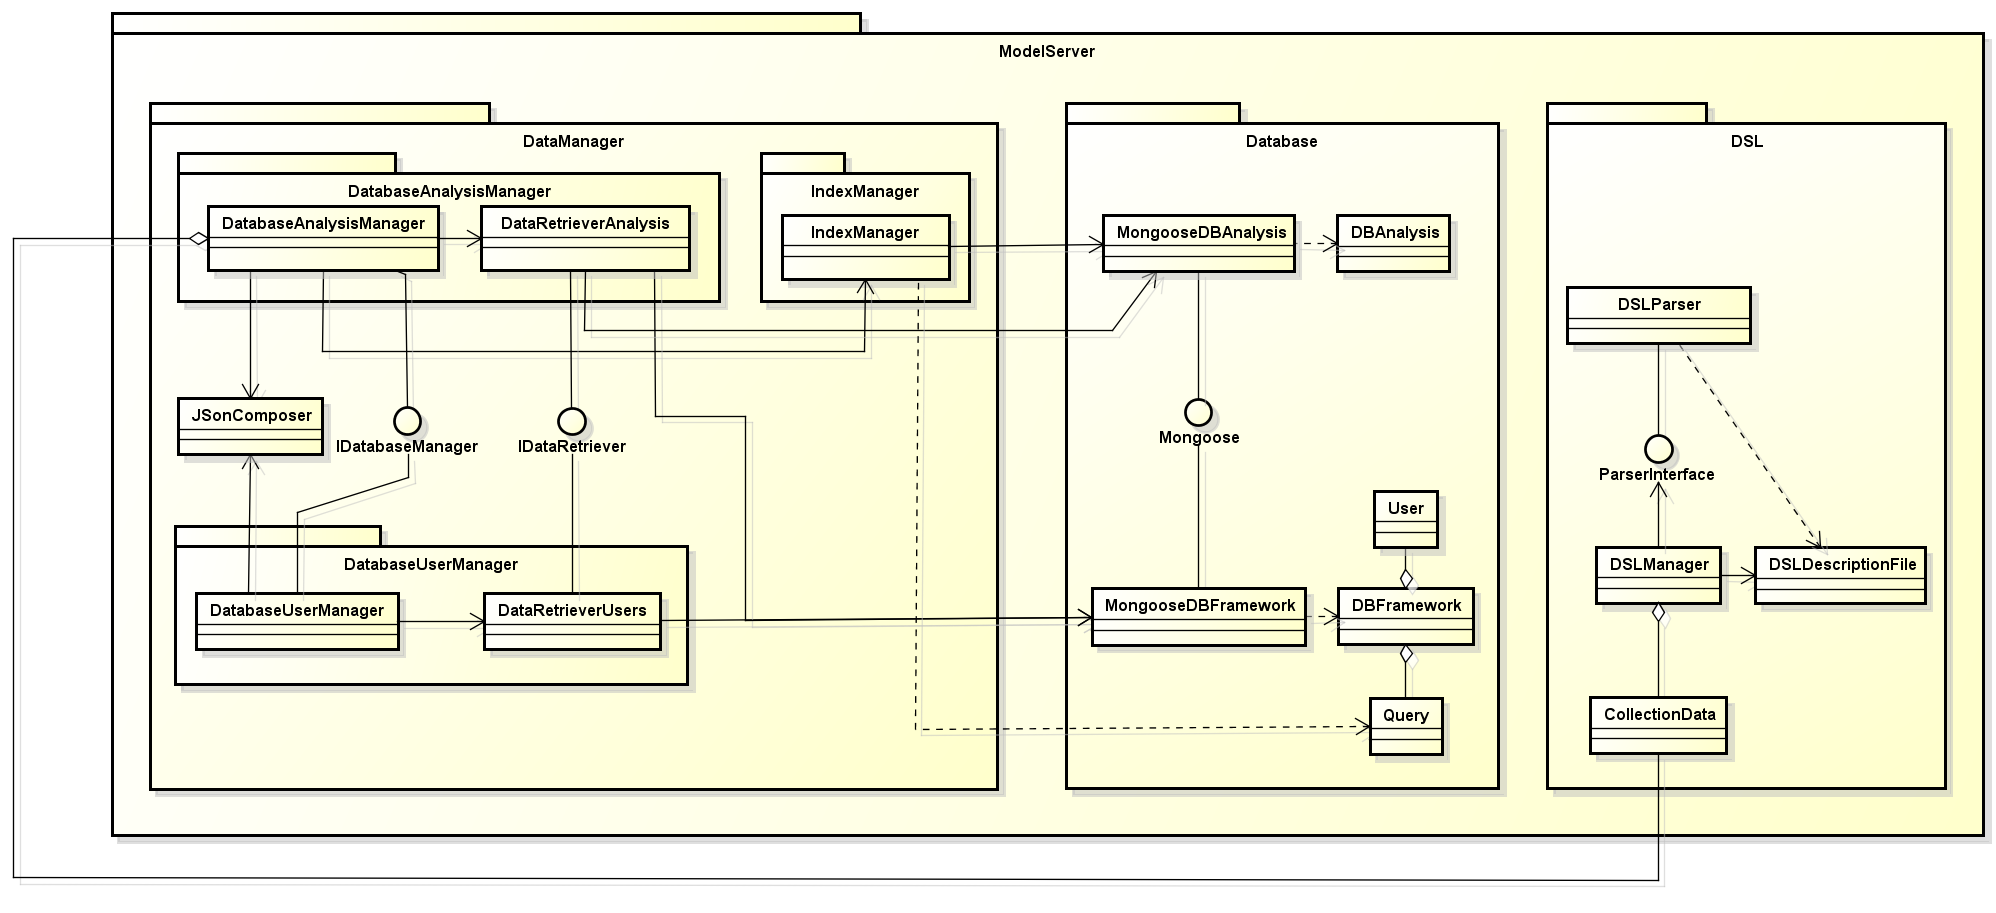 ModelServer
DataManager
Database
DSL
DatabaseAnalysisManager
IndexManager
DatabaseAnalysisManager
DataRetrieverAnalysis
IndexManager
MongooseDBAnalysis
DBAnalysis
DSLParser
JSonComposer
IDatabaseManager
IDataRetriever
Mongoose
ParserInterface
User
DatabaseUserManager
DSLManager
DSLDescriptionFile
DatabaseUserManager
DataRetrieverUsers
MongooseDBFramework
DBFramework
Query
CollectionData